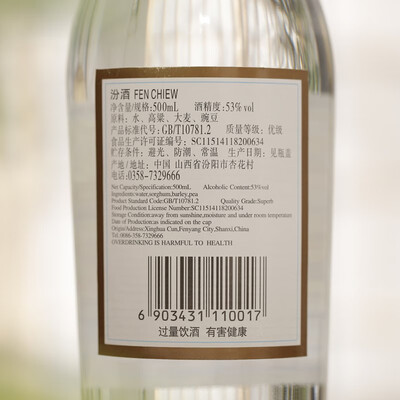 汾酒 FEN CHIEW
净含量/规格:500mL 酒精度:53% vol
原料: 水、高粱、大麦、豌豆
产品标准代号:GB/T10781.2 质量等级: 优级
食品生产许可证编号: SC11514118200634
贮存条件: 避光、防潮、常温 生产日期: 见瓶盖
产地/地址: 中国 山西省汾阳市杏花村
电话:0358-7329666
Net Capacity/Specification:500mL Alcoholic Content:53%vol
Ingredients:water,sorghum,barley,pea
Product Standard Code:GB/T10781.2 Quality Grade:Superb
Food Production License Number:SC11514118200634
Storage Condition:away from sunshine,moisture and under room temperature
Date of Production:as indicated on the cap
Origin/Address:Xinghua Cun,Fenyang City,Shanxi,China
Tel:0086-358-7329666
OVERDRINKING IS HARMFUL TO HEALTH
6 903431 110017
过量饮酒 有害健康